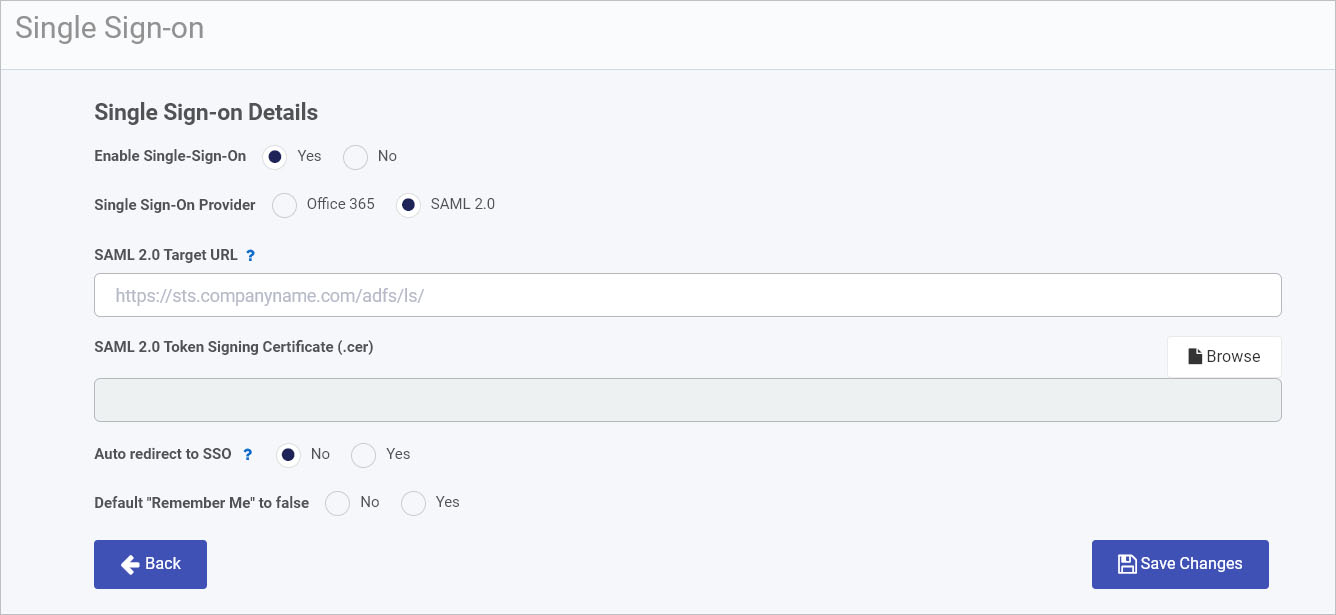 Single Sign-on
Single Sign-on Details
Enable Single-Sign-On Yes No
Single Sign-On Provider Office 365 SAML 2.0
SAML 2.0 Target URL ?
https://sts.companyname.com/adfs/ls/
SAML 2.0 Token Signing Certificate (.cer)
Browse
Auto redirect to SSO ? No Yes
Default "Remember Me" to false No Yes
Back Save Changes